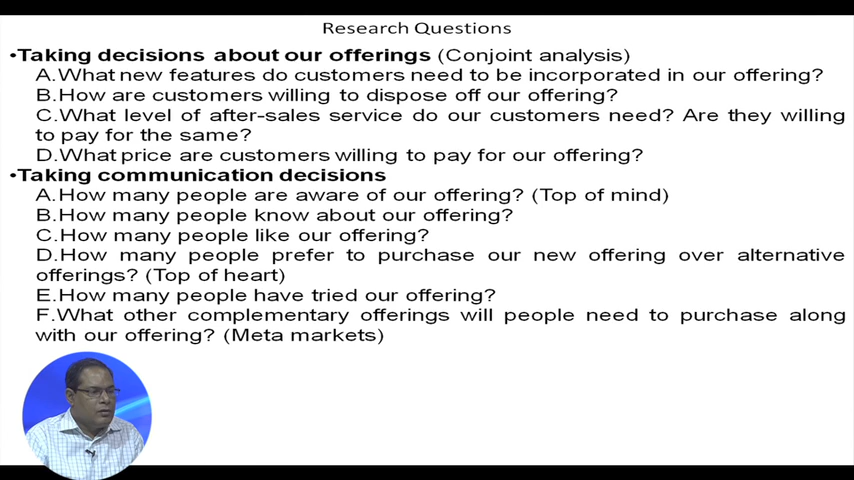 Research Questions
•Taking decisions about our offerings (Conjoint analysis)
A.What new features do customers need to be incorporated in our offering?
B.How are customers willing to dispose off our offering?
C.What level of after-sales service do our customers need? Are they willing
to pay for the same?
D.What price are customers willing to pay for our offering?
•Taking communication decisions
A.How many people are aware of our offering? (Top of mind)
B.How many people know about our offering?
C.How many people like our offering?
D.How many people prefer to purchase our new offering over alternative
offerings? (Top of heart)
E.How many people have tried our offering?
F.What other complementary offerings will people need to purchase along
with our offering? (Meta markets)